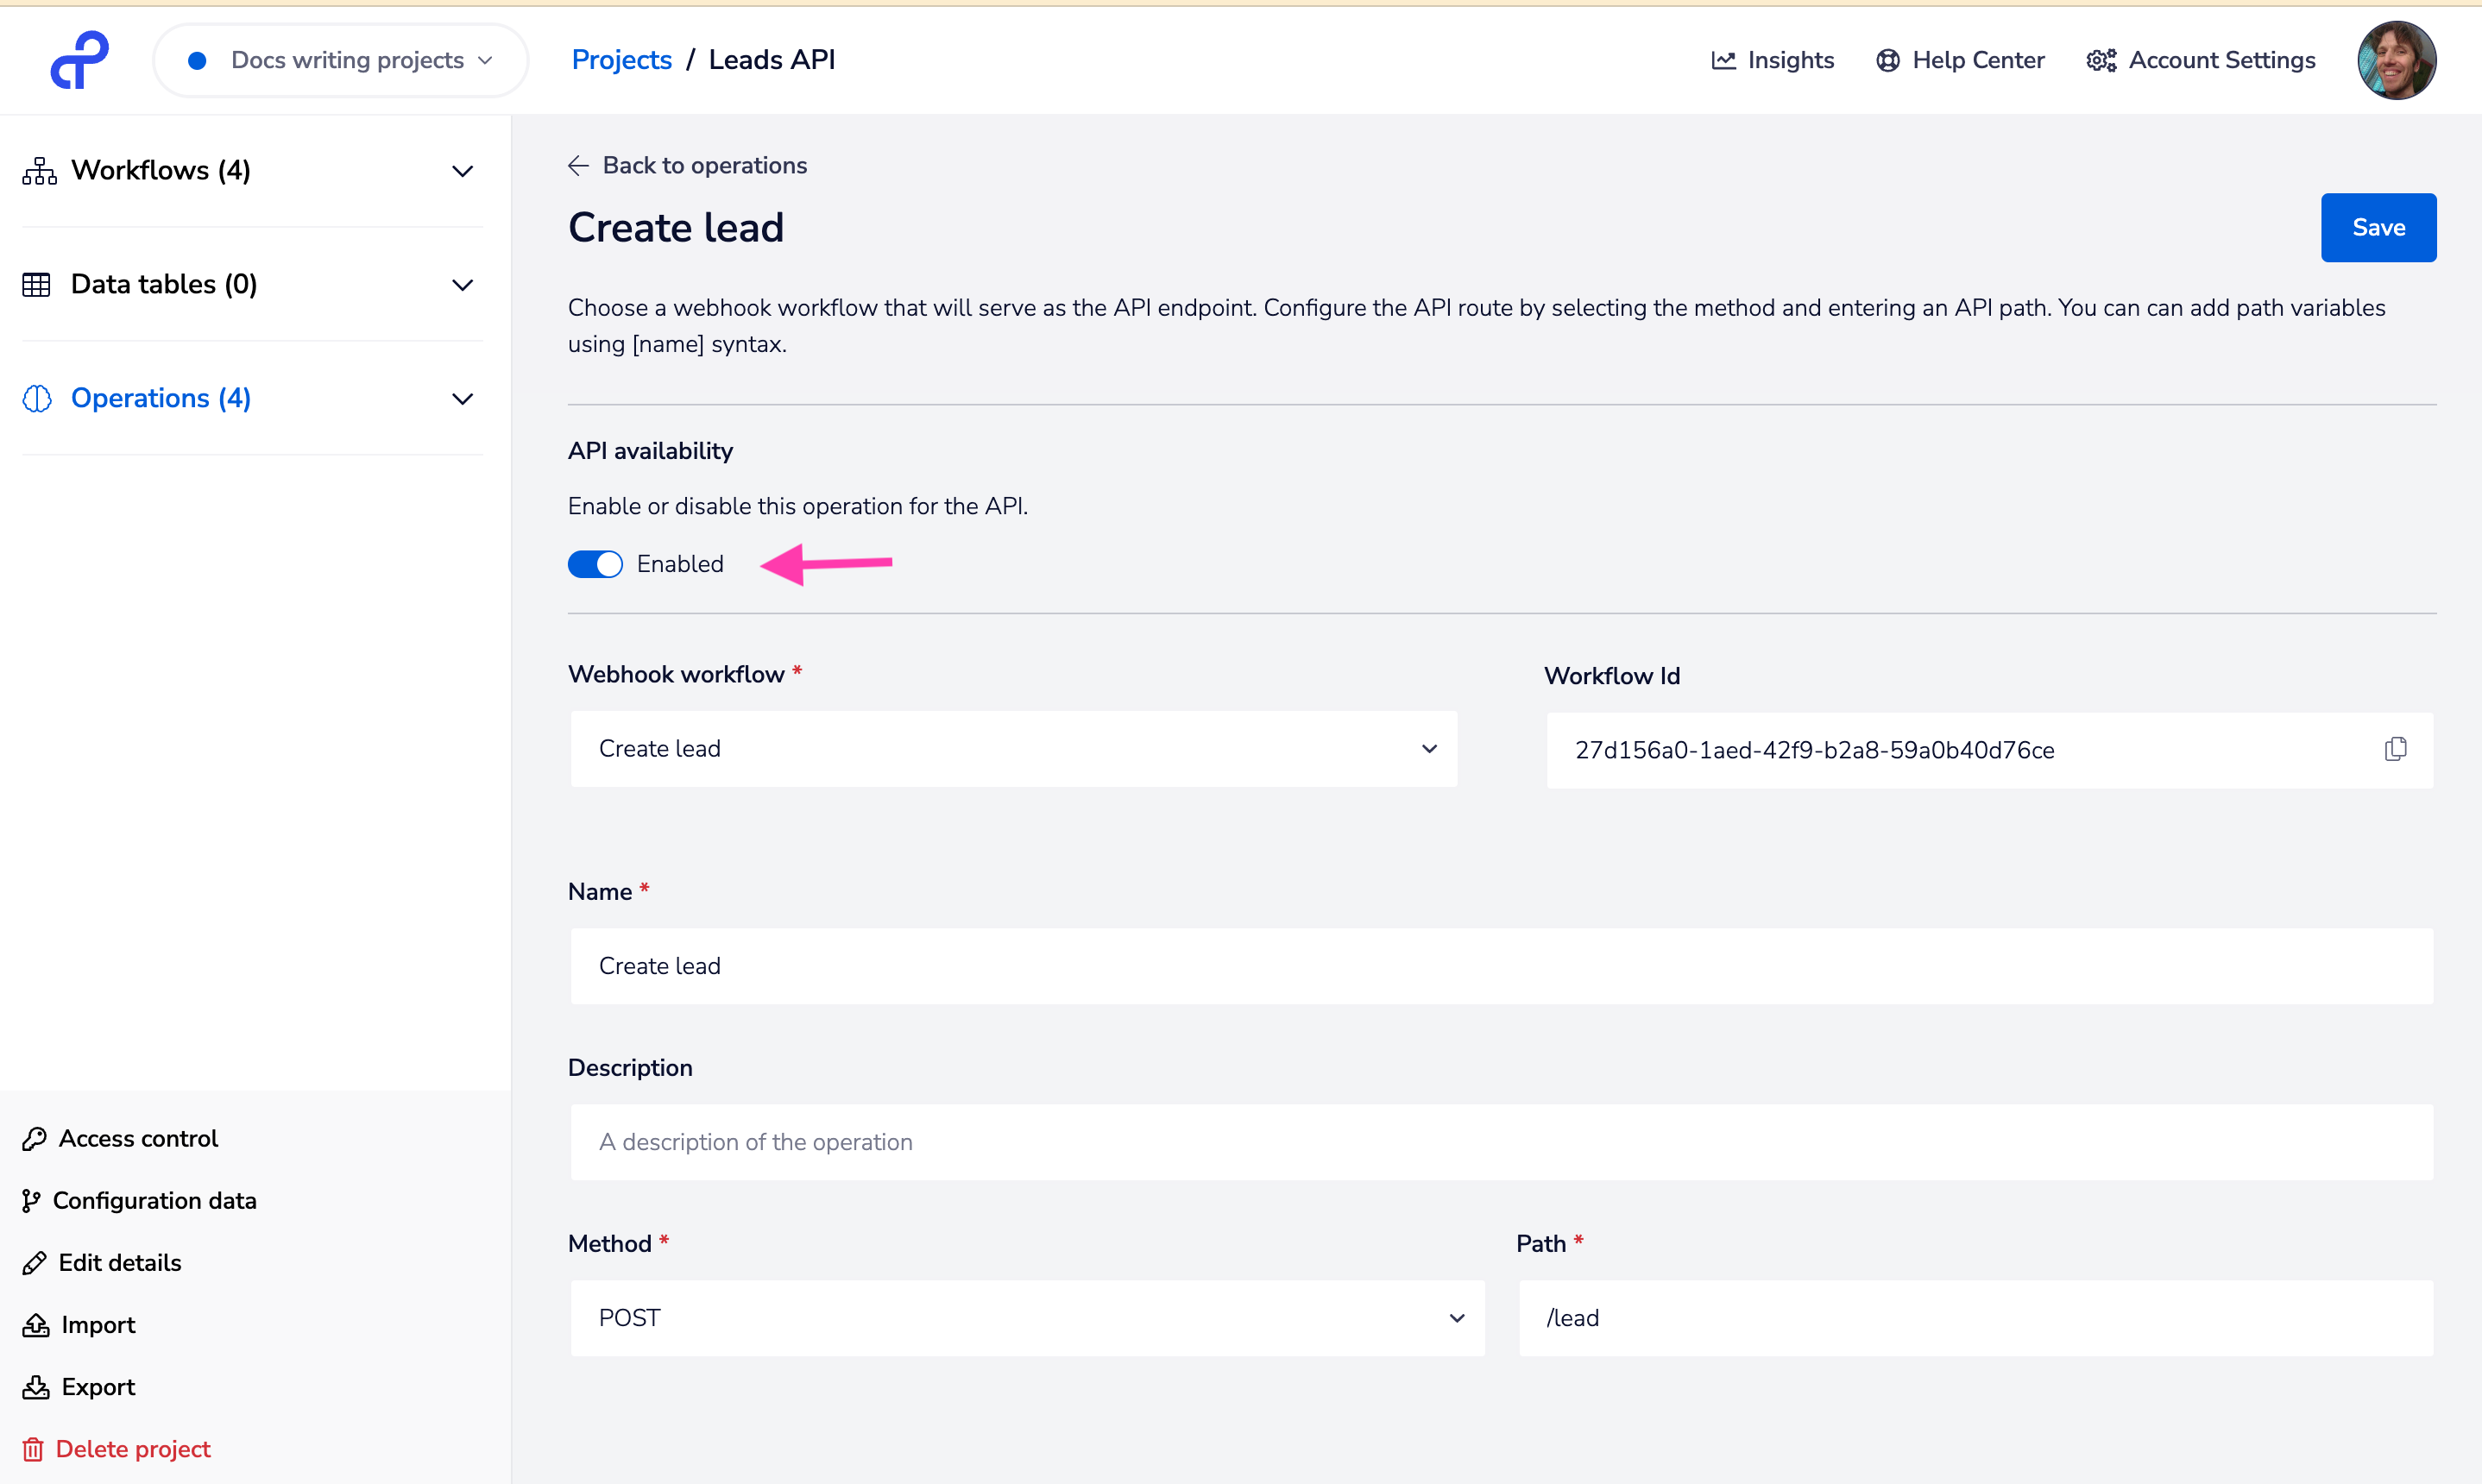 Docs writing projects
Projects / Leads API
Insights
Help Center
Account Settings
Workflows (4)
Data tables (0)
Operations (4)
Access control
Configuration data
Edit details
Import
Export
Delete project
Back to operations
Create lead
Save
Choose a webhook workflow that will serve as the API endpoint. Configure the API route by selecting the method and entering an API path. You can can add path variables
using [name] syntax.
API availability
Enable or disable this operation for the API.
Enabled
Webhook workflow *
Workflow Id
Create lead
27d156a0-1aed-42f9-b2a8-59a0b40d76ce
Name *
Create lead
Description
A description of the operation
Method *
Path *
POST
/lead